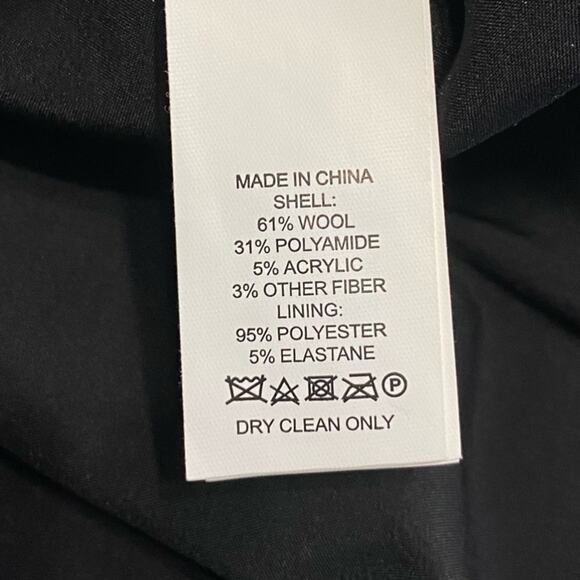 MADE IN CHINA
SHELL:
61% WOOL
31% POLYAMIDE
5% ACRYLIC
3% OTHER FIBER
LINING:
95% POLYESTER
5% ELASTANE
P
DRY CLEAN ONLY